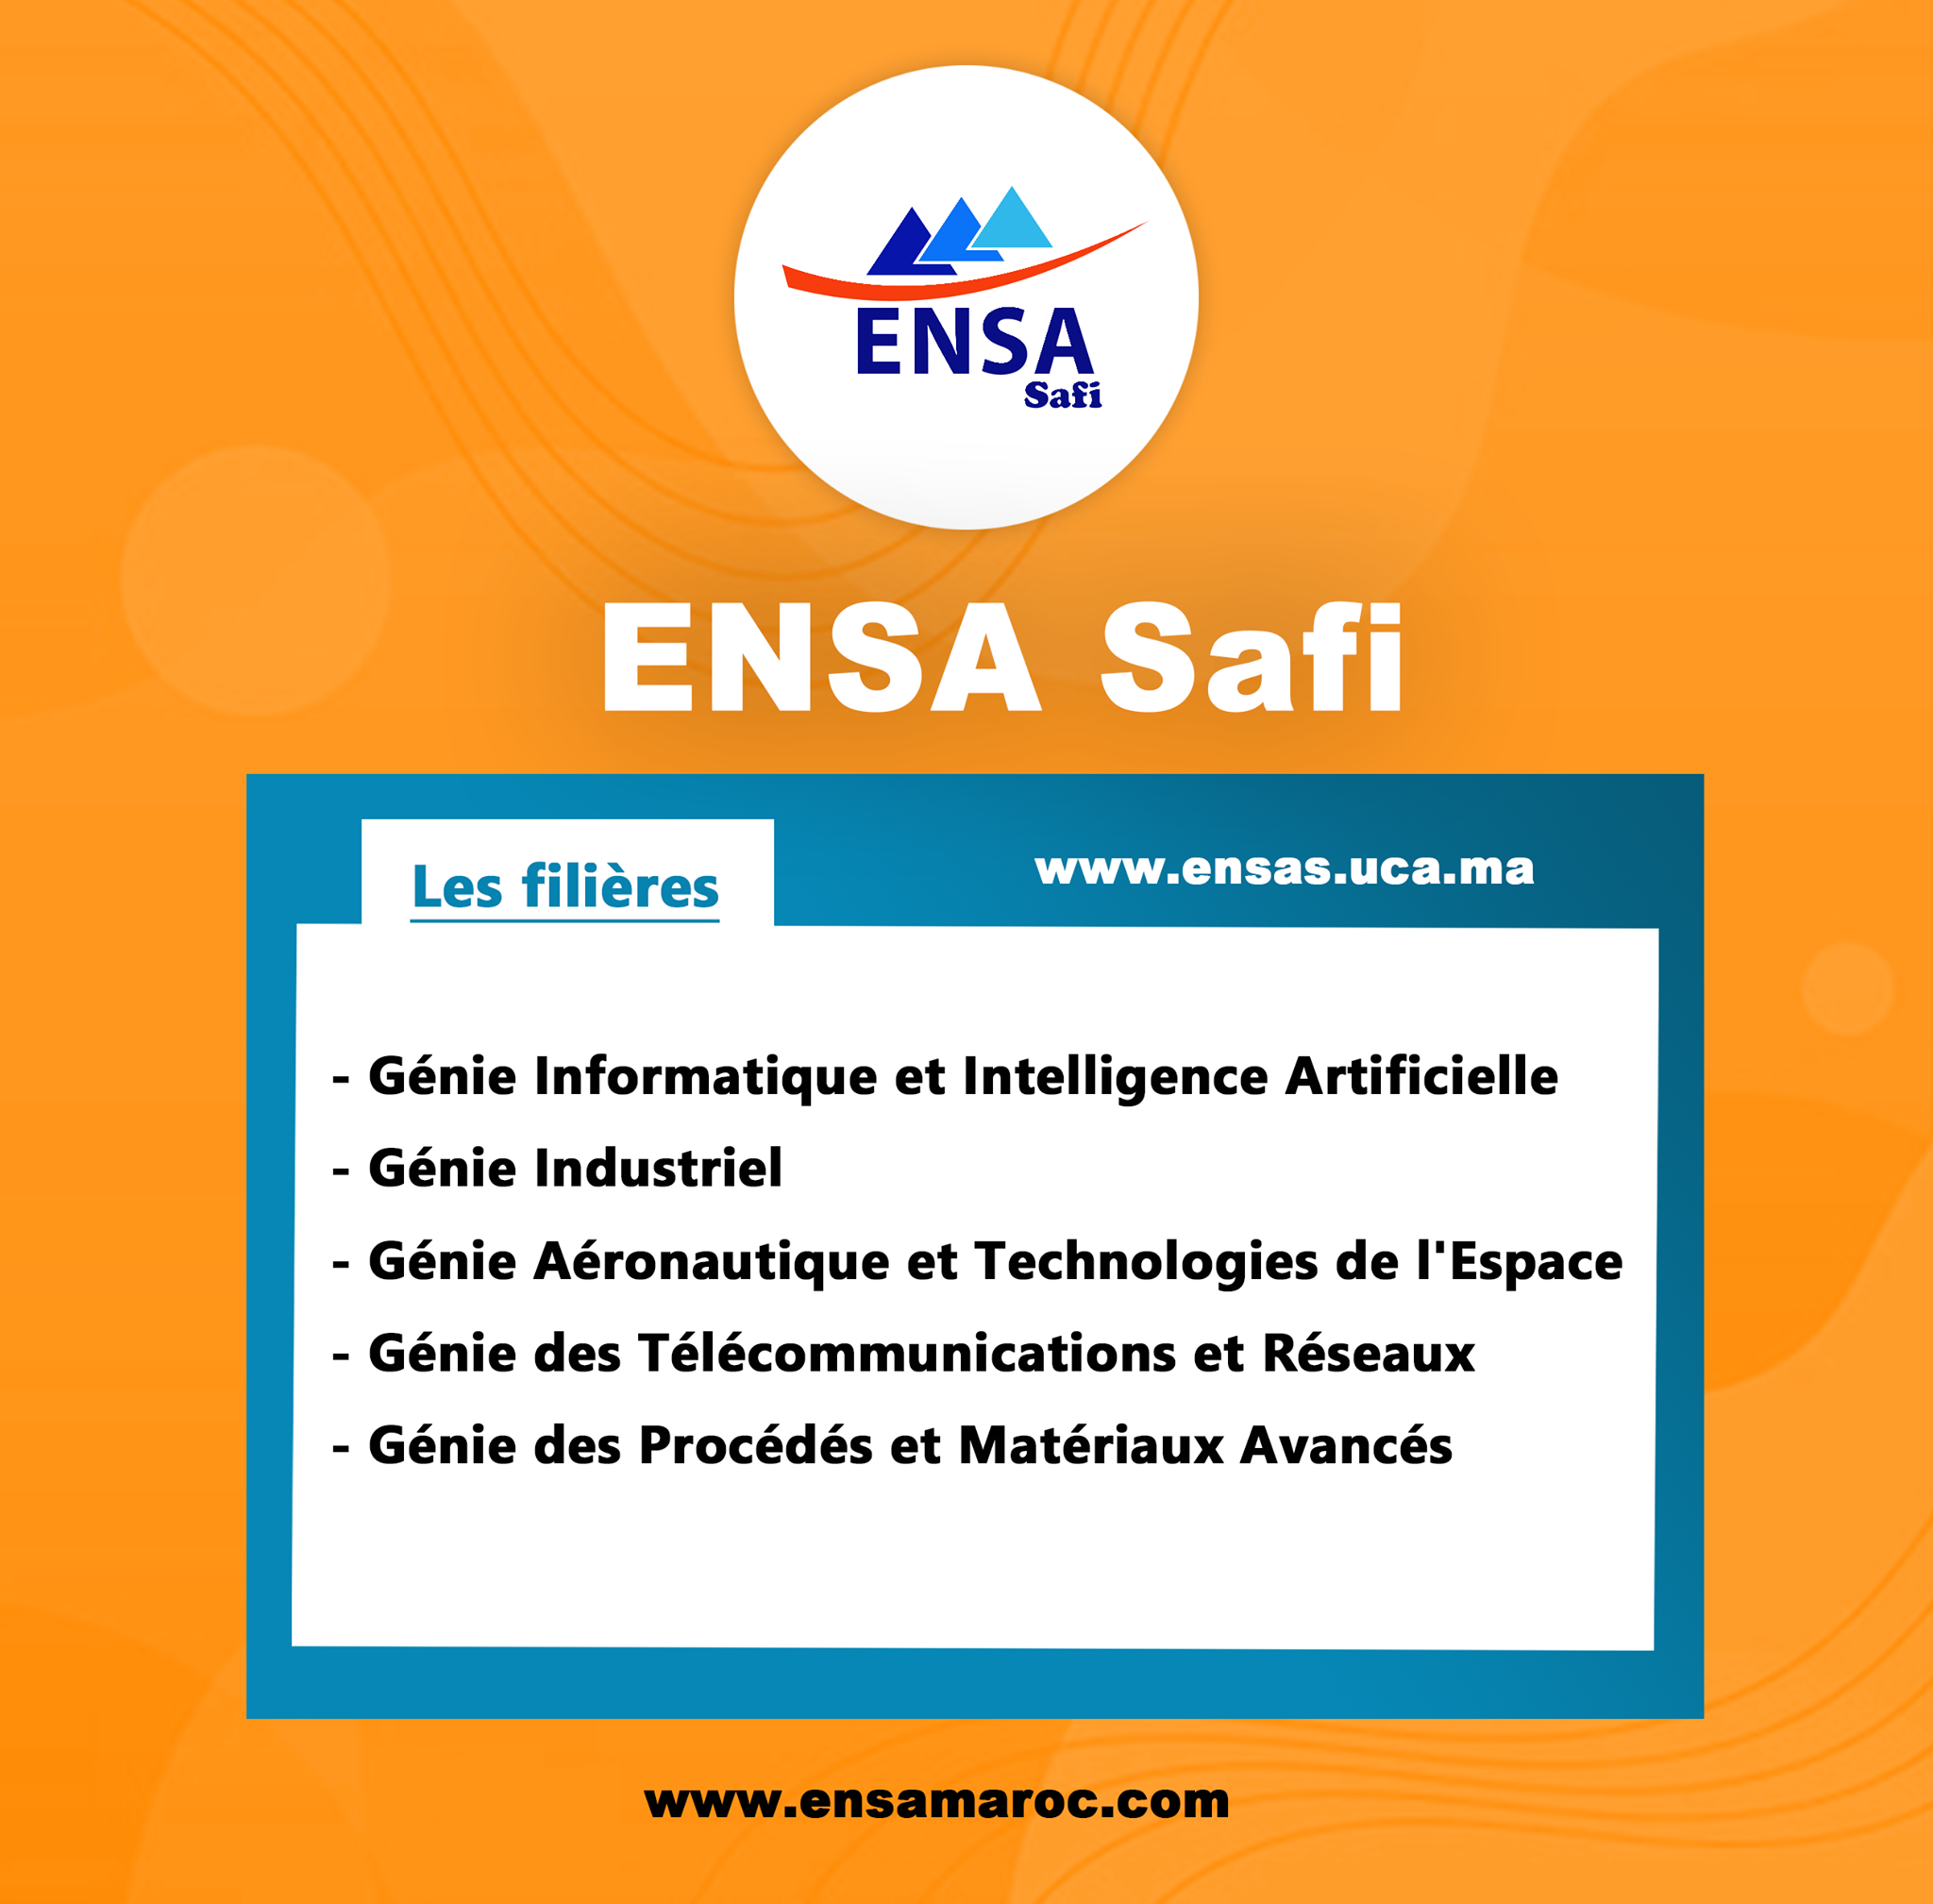 ENSA
Safi
ENSA Safi
Les filières
www.ensas.uca.ma
- Génie Informatique et Intelligence Artificielle
- Génie Industriel
- Génie Aéronautique et Technologies de l'Espace
- Génie des Télécommunications et Réseaux
- Génie des Procédés et Matériaux Avancés
www.ensamaroc.com